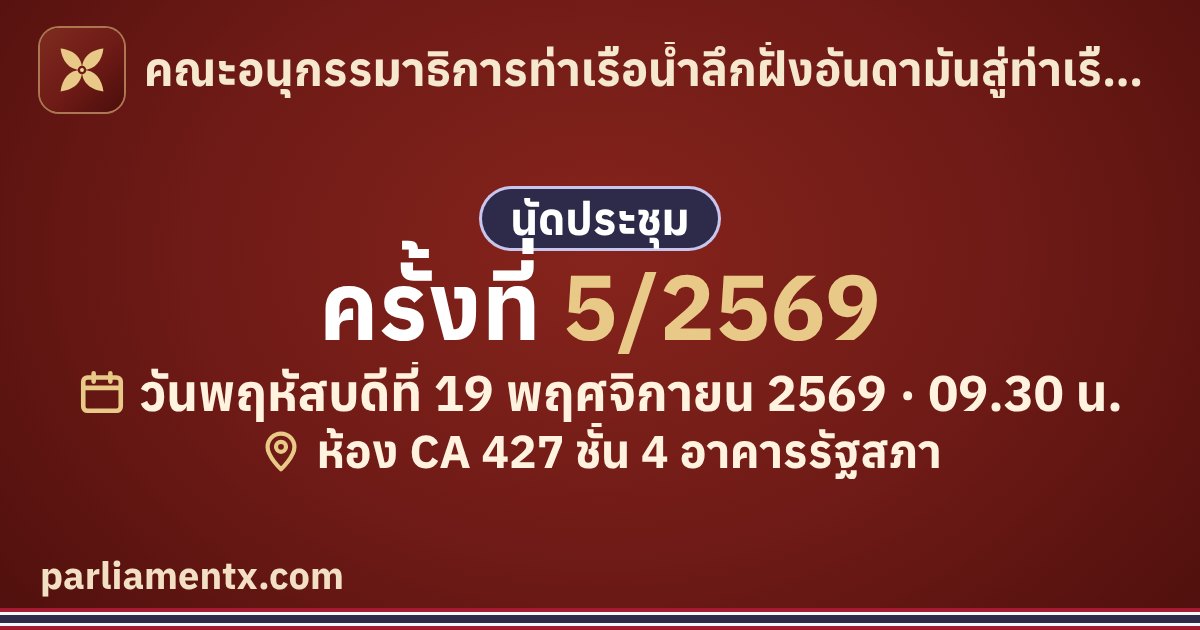 คณะอนุกรรมาธิการท่าเรือน้ำลึกฝั่งอันดามันสู่ท่าเรื...
นัดประชุม
ครั้งที่ 5/2569
วันพฤหัสบดีที่ 19 พฤศจิกายน 2569 · 09.30 น.
ห้อง CA 427 ชั้น 4 อาคารรัฐสภา
parliamentx.com